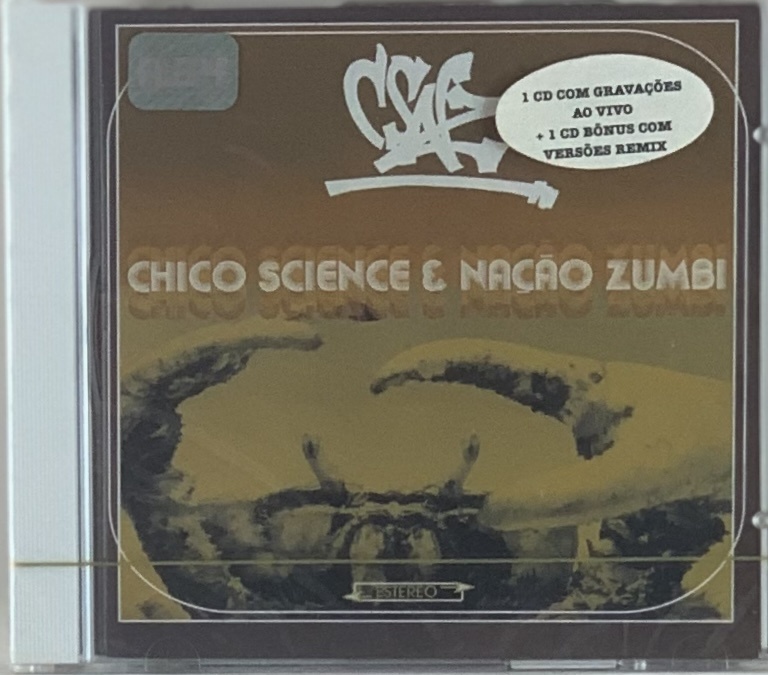 CSNZ
1 CD COM GRAVAÇÕES
AO VIVO
+ 1 CD BÔNUS COM
VERSÕES REMIX
CHICO SCIENCE & NAÇÃO ZUMBI
ESTEREO